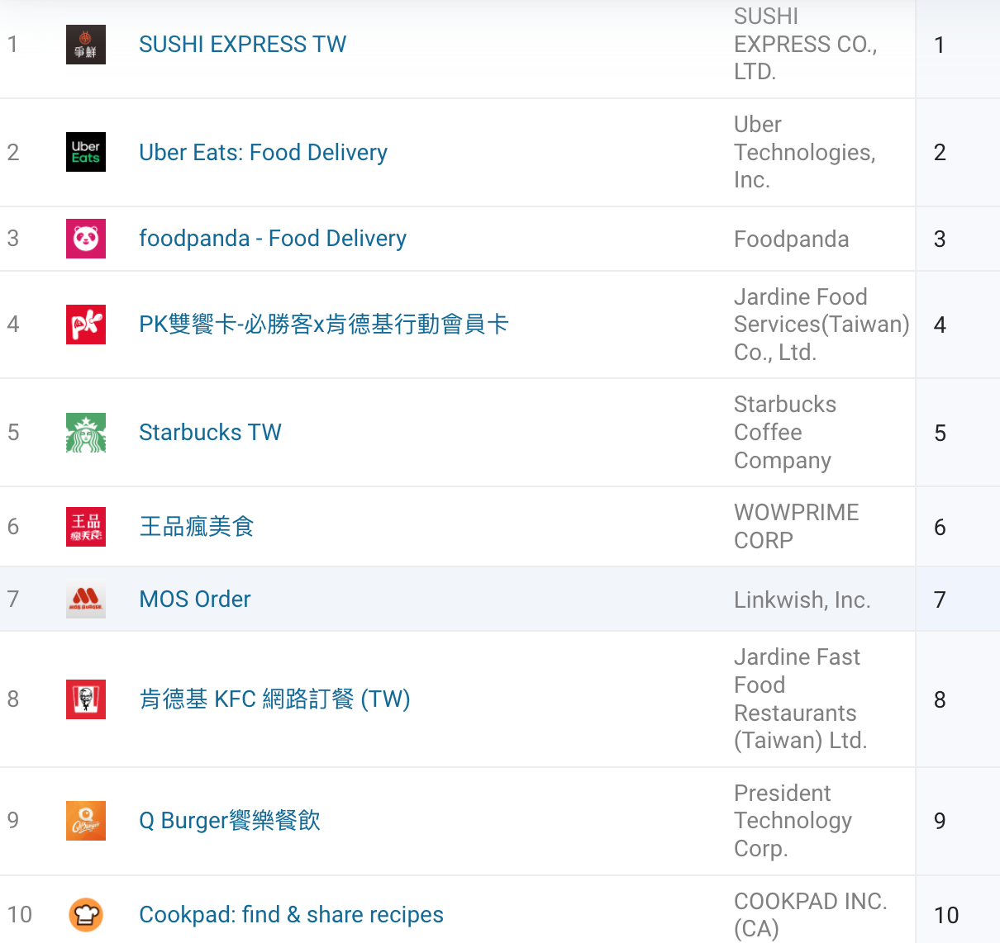 1
争鮮
SUSHI EXPRESS TW
SUSHI
EXPRESS CO.,
LTD.
1
2
Uber
Eats
Uber Eats: Food Delivery
Uber
Technologies,
Inc.
2
3
foodpanda - Food Delivery
Foodpanda
3
4
PK
PK雙饗卡-必勝客x肯德基行動會員卡
Jardine Food
Services(Taiwan)
Co., Ltd.
4
5
Starbucks TW
Starbucks
Coffee
Company
5
6
王品
瘋美食
王品瘋美食
WOWPRIME
CORP
6
7
MOS BURGER
MOS Order
Linkwish, Inc.
7
8
肯德基 KFC 網路訂餐 (TW)
Jardine Fast
Food
Restaurants
(Taiwan) Ltd.
8
9
Q Burger
Q Burger饗樂餐飲
President
Technology
Corp.
9
10
Cookpad: find & share recipes
COOKPAD INC.
(CA)
10